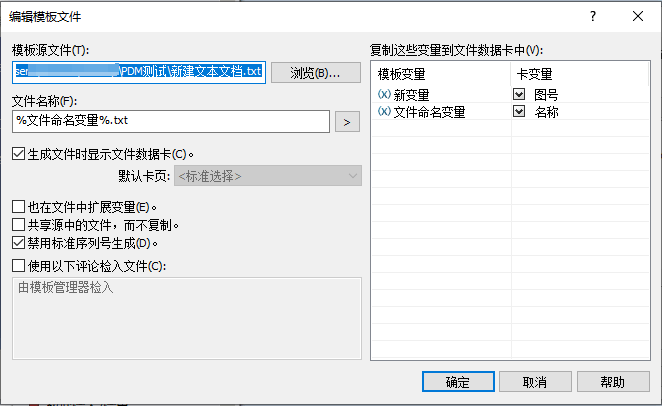 编辑模板文件
模板源文件(T):
\PDM测试\新建文本文档.txt
浏览(B)...
文件名称(F):
%文件命名变量%.txt
>
生成文件时显示文件数据卡(C)。
默认卡页: <标准选择>
也在文件中扩展变量(E)。
共享源中的文件，而不复制。
禁用标准序列号生成(D)。
使用以下评论检入文件(C):
由模板管理器检入
复制这些变量到文件数据卡中(V):
模板变量 卡变量
(x) 新变量 图号
(x) 文件命名变量 名称
确定 取消 帮助